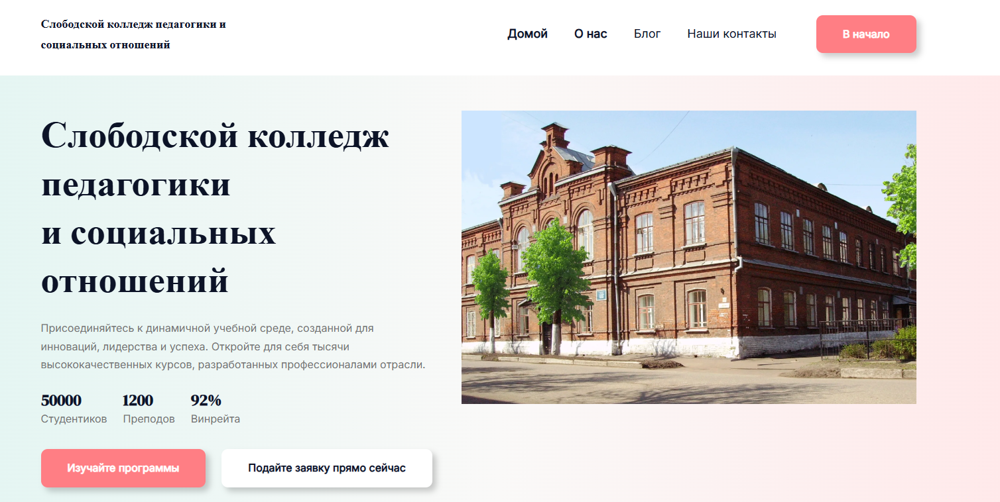 Слободской колледж педагогики и
социальных отношений
Домой
О нас
Блог
Наши контакты
В начало
Слободской колледж
педагогики
и социальных
отношений
Присоединяйтесь к динамичной учебной среде, созданной для
инноваций, лидерства и успеха. Откройте для себя тысячи
высококачественных курсов, разработанных профессионалами отрасли.
50000 1200 92%
Студентиков Преподов Винрейта
Изучайте программы
Подайте заявку прямо сейчас